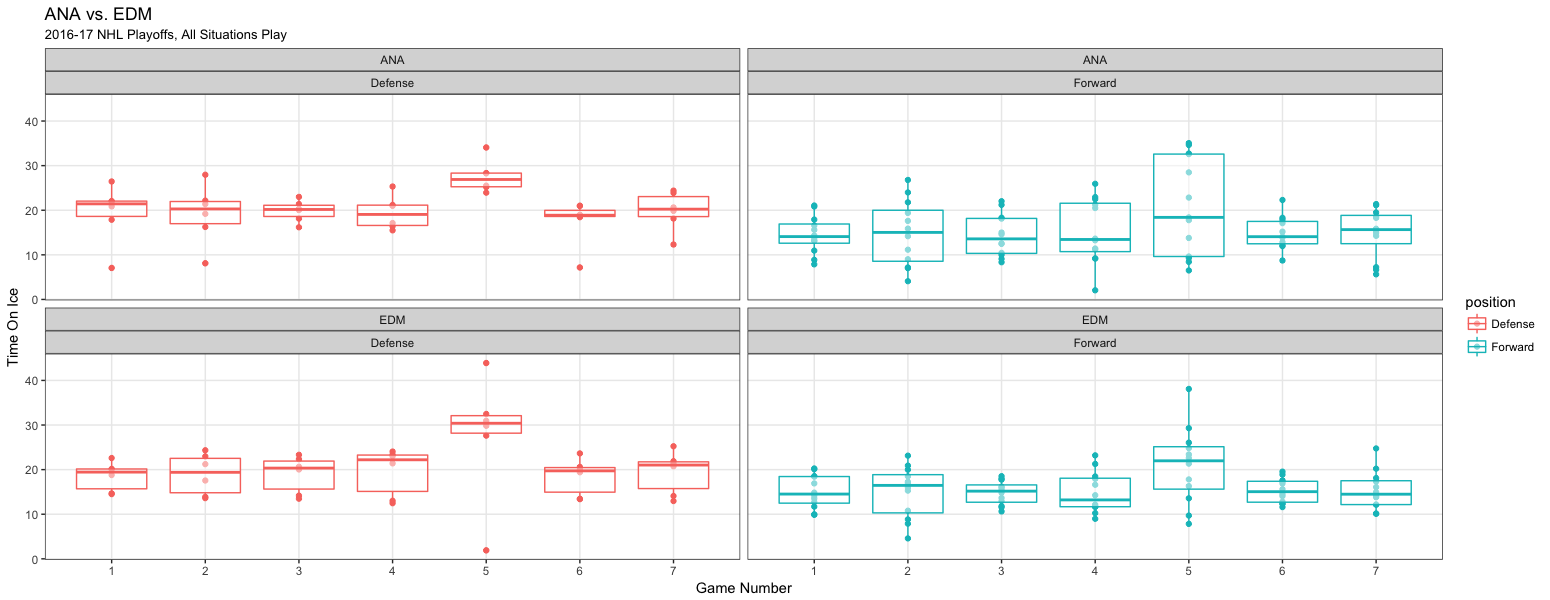 ANA vs. EDM
2016-17 NHL Playoffs, All Situations Play
ANA
Defense
ANA
Forward
40
30
20
10
0
EDM
Defense
EDM
Forward
40
30
20
10
0
1 2 3 4 5 6 7
1 2 3 4 5 6 7
Game Number
Time On Ice
position
Defense
Forward